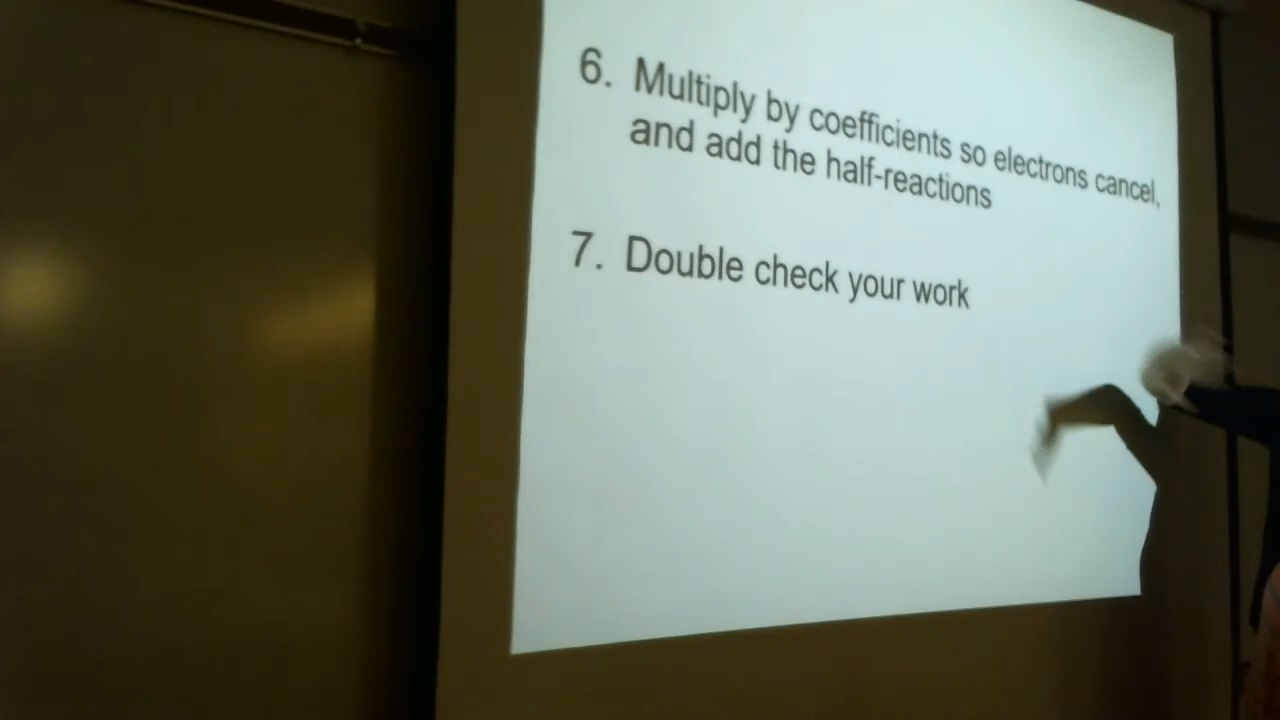 6. Multiply by coefficients so electrons cancel,
and add the half-reactions
7. Double check your work